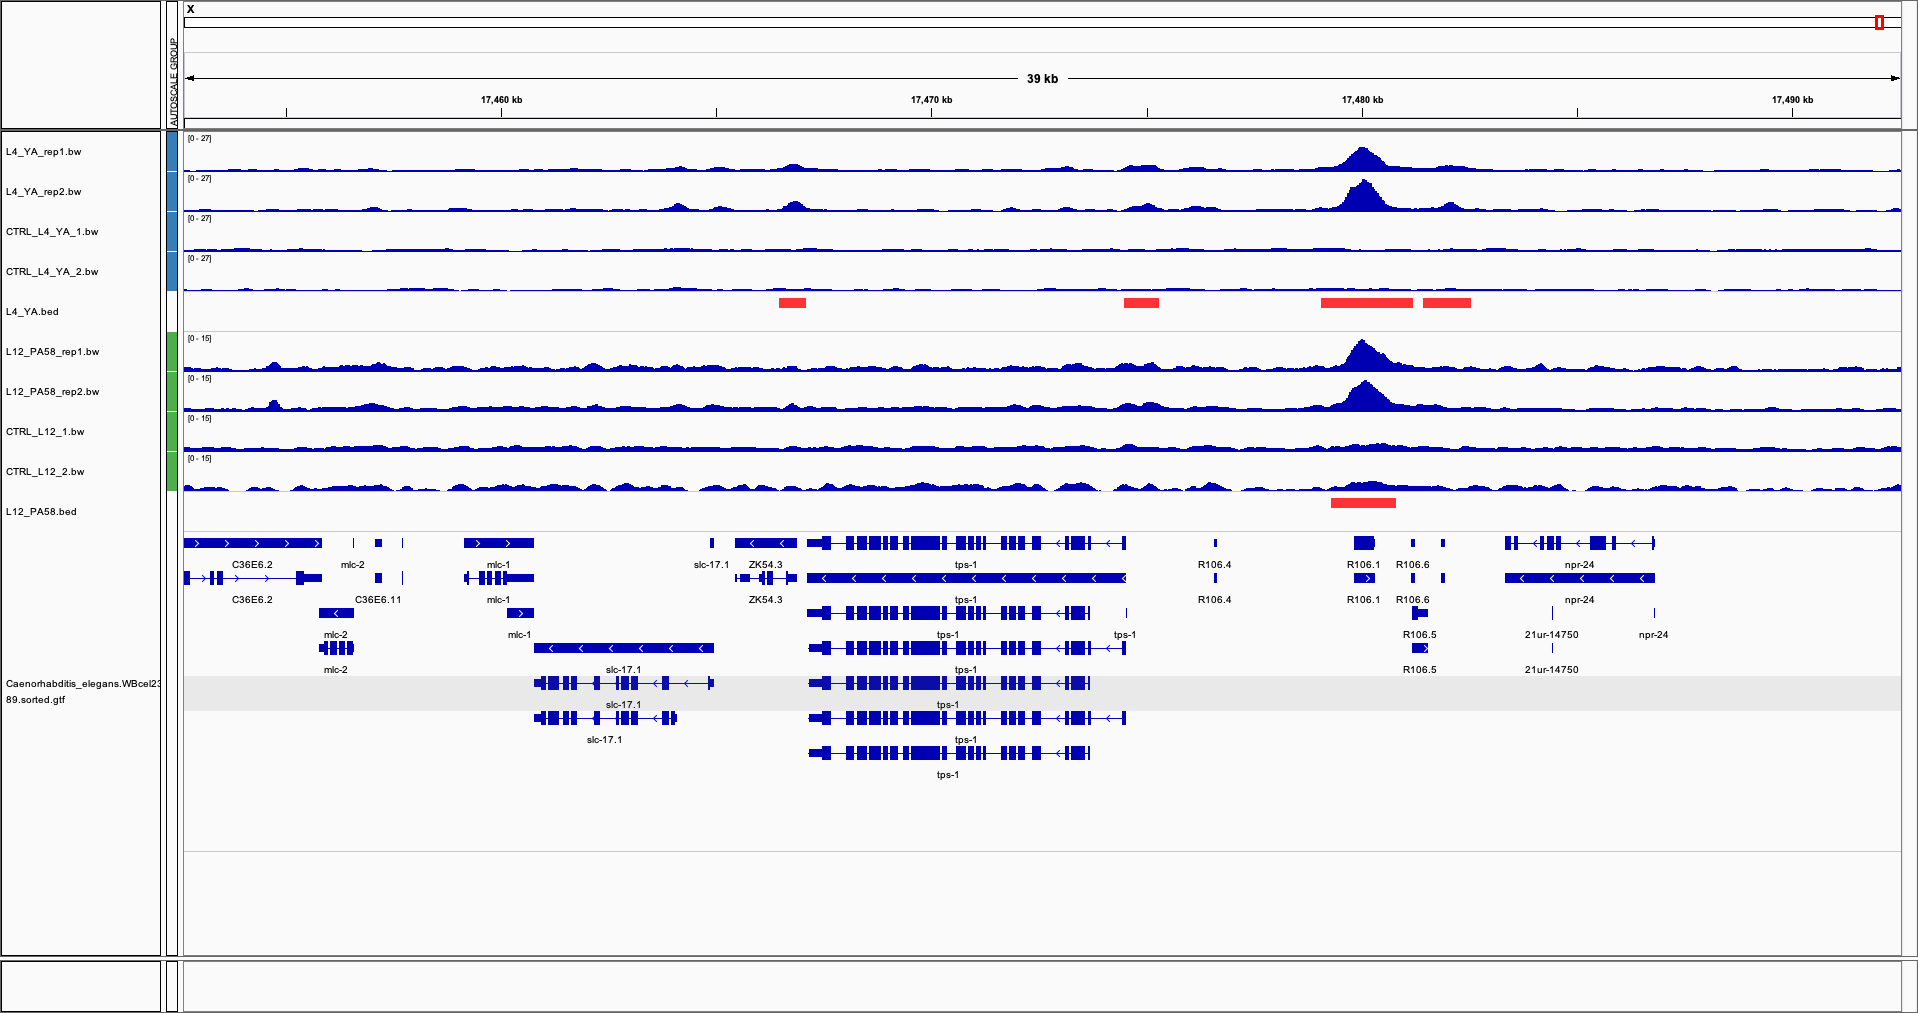 X
AUTOSCALE GROUP
39 kb
17,460 kb 17,470 kb 17,480 kb 17,490 kb
L4_YA_rep1.bw [0 - 27]
L4_YA_rep2.bw [0 - 27]
CTRL_L4_YA_1.bw [0 - 27]
CTRL_L4_YA_2.bw [0 - 27]
L4_YA.bed
L12_PA58_rep1.bw [0 - 15]
L12_PA58_rep2.bw [0 - 15]
CTRL_L12_1.bw [0 - 15]
CTRL_L12_2.bw [0 - 15]
L12_PA58.bed
C36E6.2 mlc-2 mlc-1 slc-17.1 ZK54.3 tps-1 R106.4 R106.1 R106.6 npr-24
C36E6.2 C36E6.11 mlc-1 ZK54.3 tps-1 R106.4 R106.1 R106.6 npr-24
mlc-2 mlc-1 tps-1 tps-1 R106.5 21ur-14750 npr-24
mlc-2 slc-17.1 tps-1 R106.5 21ur-14750
Caenorhabditis_elegans.WBcel23
89.sorted.gtf
slc-17.1 tps-1
slc-17.1 tps-1
tps-1